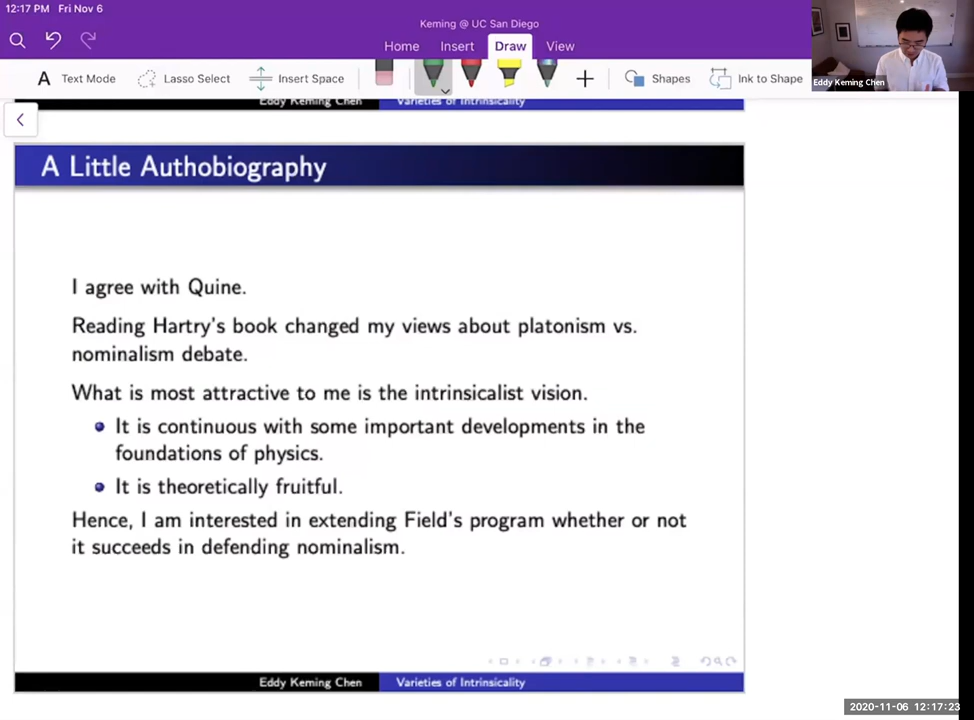 12:17 PM Fri Nov 6
Keming @ UC San Diego
Home Insert Draw View
Text Mode Lasso Select Insert Space Shapes Ink to Shape
Eddy Keming Chen
Eddy Keming Chen Varieties of Intrinsicality
A Little Authobiography
I agree with Quine.
Reading Hartry's book changed my views about platonism vs.
nominalism debate.
What is most attractive to me is the intrinsicalist vision.
It is continuous with some important developments in the
foundations of physics.
It is theoretically fruitful.
Hence, I am interested in extending Field's program whether or not
it succeeds in defending nominalism.
Eddy Keming Chen Varieties of Intrinsicality
2020-11-06 12:17:23